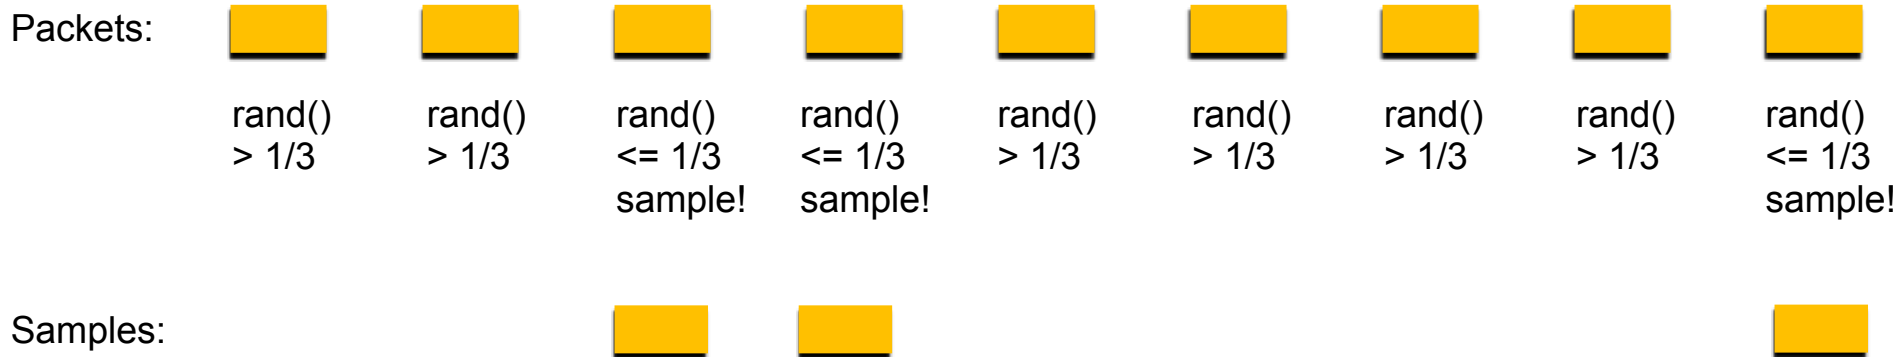 Packets:
rand() rand() rand() rand() rand() rand() rand() rand() rand()
> 1/3 > 1/3 <= 1/3 <= 1/3 > 1/3 > 1/3 > 1/3 > 1/3 <= 1/3
sample! sample! sample!
Samples: